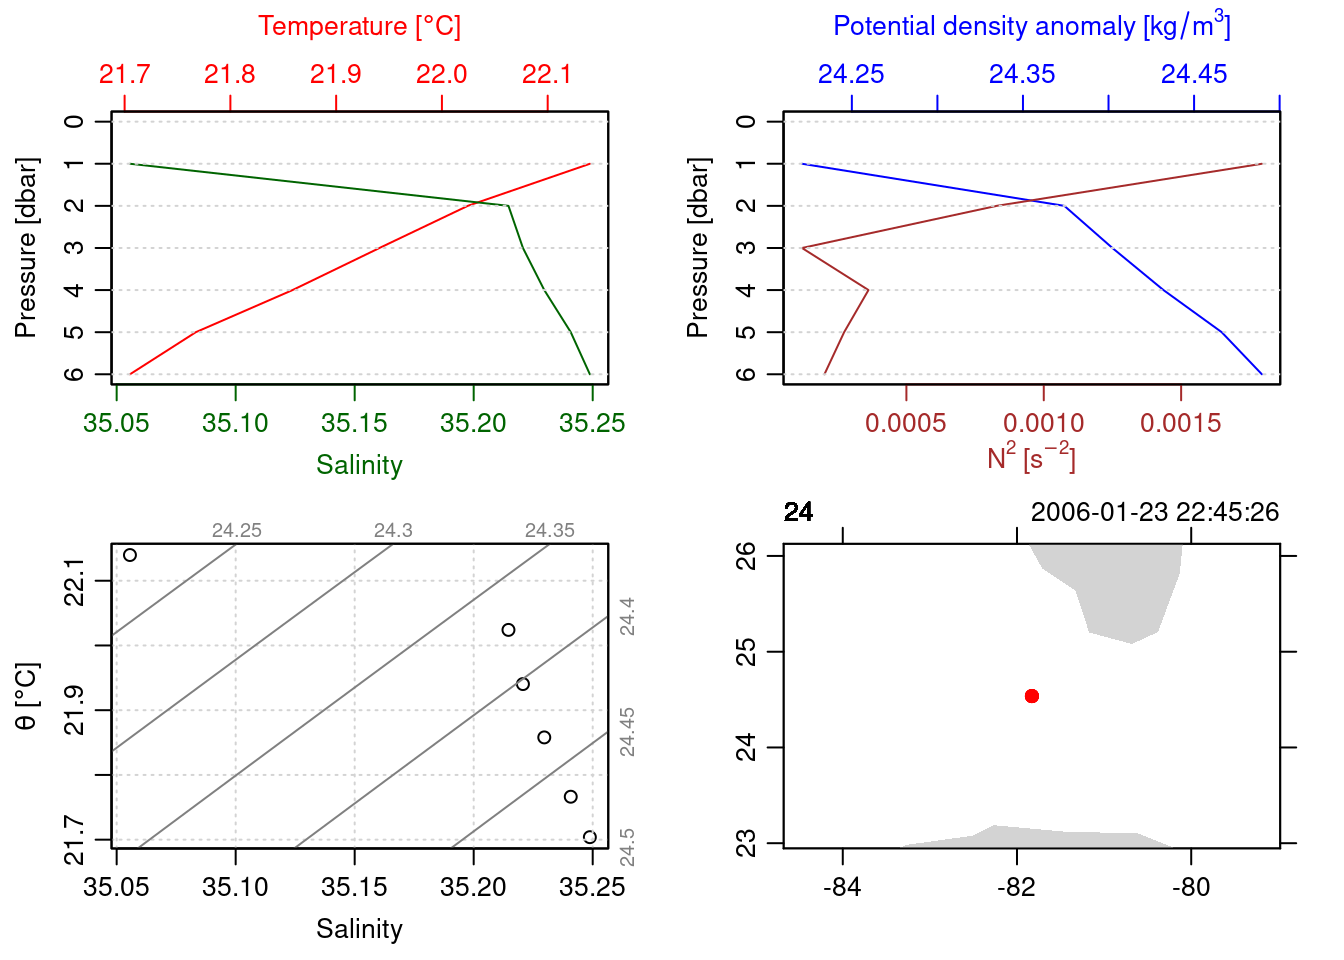 Temperature [°C]
21.7 21.8 21.9 22.0 22.1
Pressure [dbar]
0
1
2
3
4
5
6
35.05 35.10 35.15 35.20 35.25
Salinity
Potential density anomaly [kg/m³]
24.25 24.35 24.45
Pressure [dbar]
0
1
2
3
4
5
6
0.0005 0.0010 0.0015
N² [s⁻²]
24.25 24.3 24.35
24.4
24.45
24.5
θ [°C]
22.1
21.9
21.7
35.05 35.10 35.15 35.20 35.25
Salinity
24 2006-01-23 22:45:26
26
25
24
23
-84 -82 -80